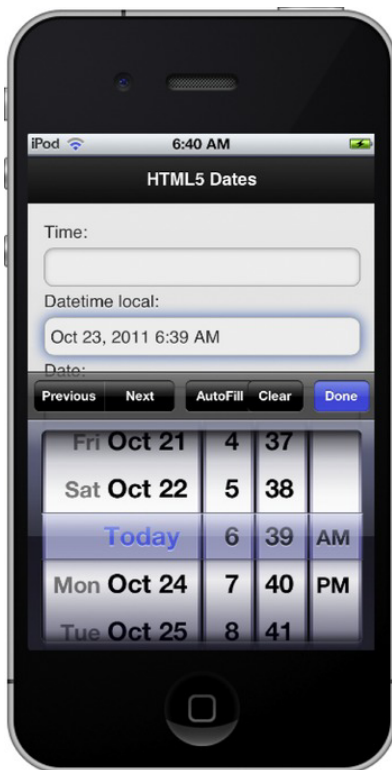 iPod 6:40 AM
HTML5 Dates
Time:
Datetime local:
Oct 23, 2011 6:39 AM
Date:
Previous Next AutoFill Clear Done
Fri Oct 21 4 37
Sat Oct 22 5 38
Today 6 39 AM
Mon Oct 24 7 40 PM
Tue Oct 25 8 41